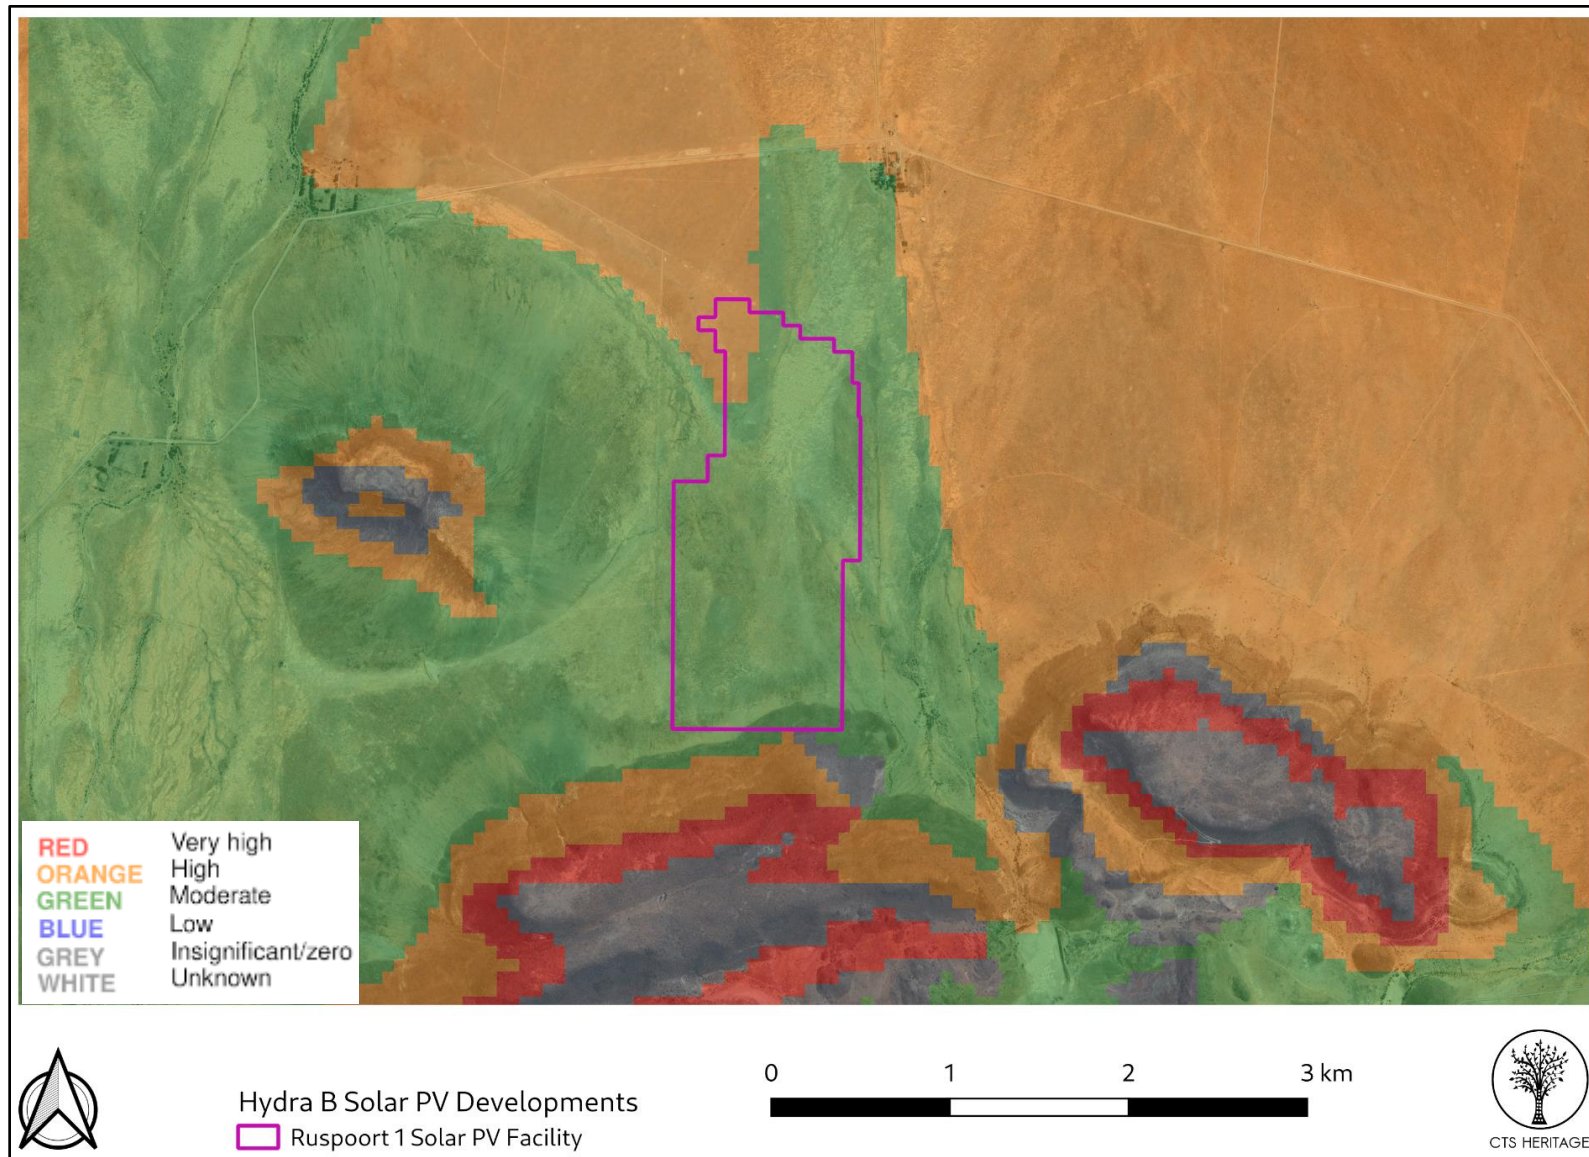 RED Very high
ORANGE High
GREEN Moderate
BLUE Low
GREY Insignificant/zero
WHITE Unknown
Hydra B Solar PV Developments
Ruspoort 1 Solar PV Facility
0 1 2 3 km
CTS HERITAGE